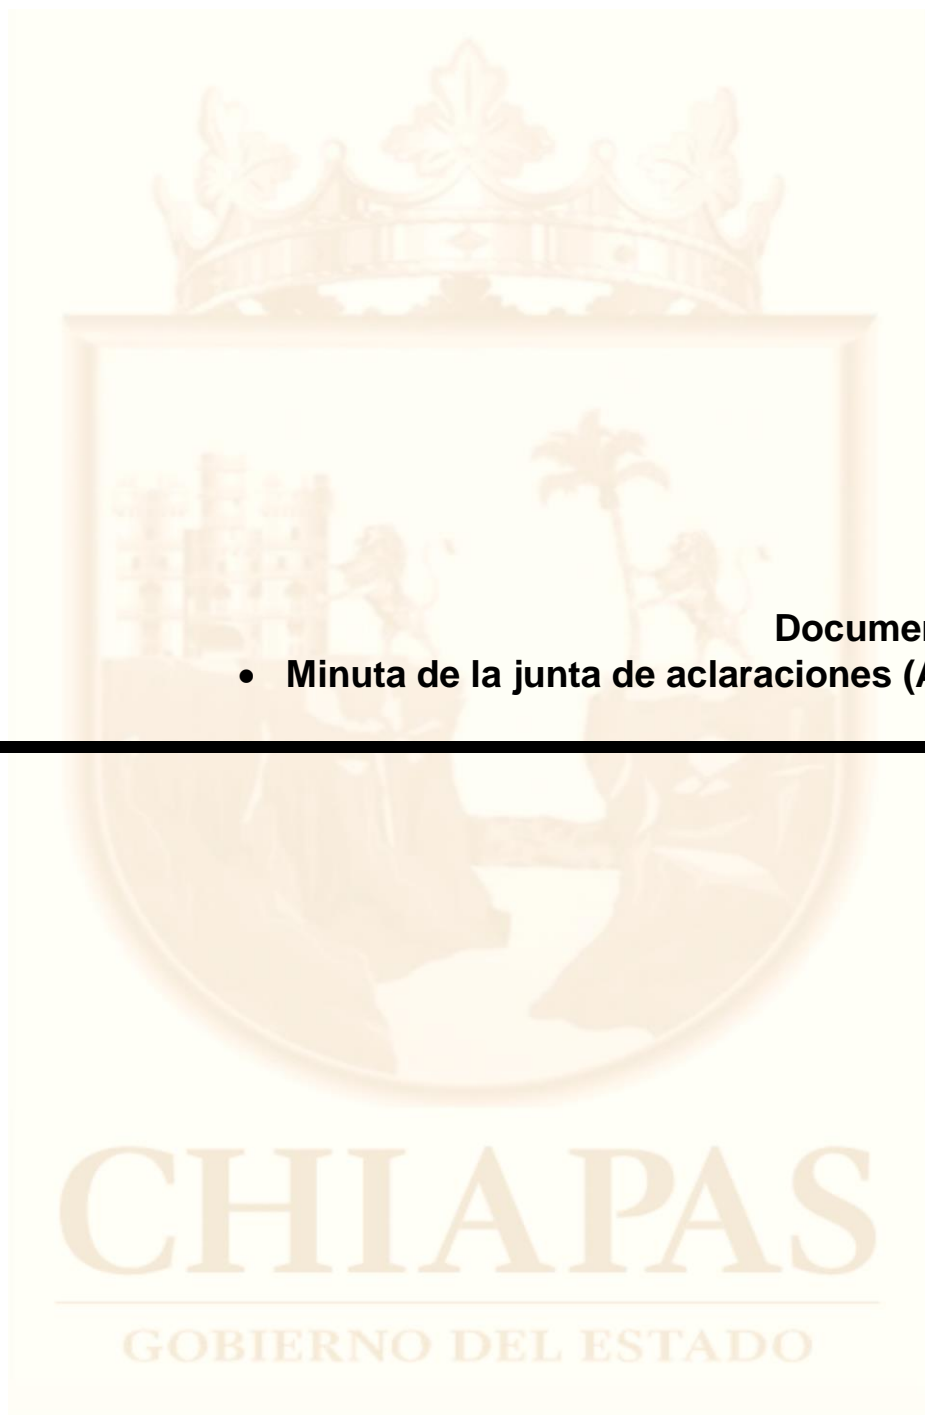 Documen
• Minuta de la junta de aclaraciones (A
CHIAPAS
GOBIERNO DEL ESTADO